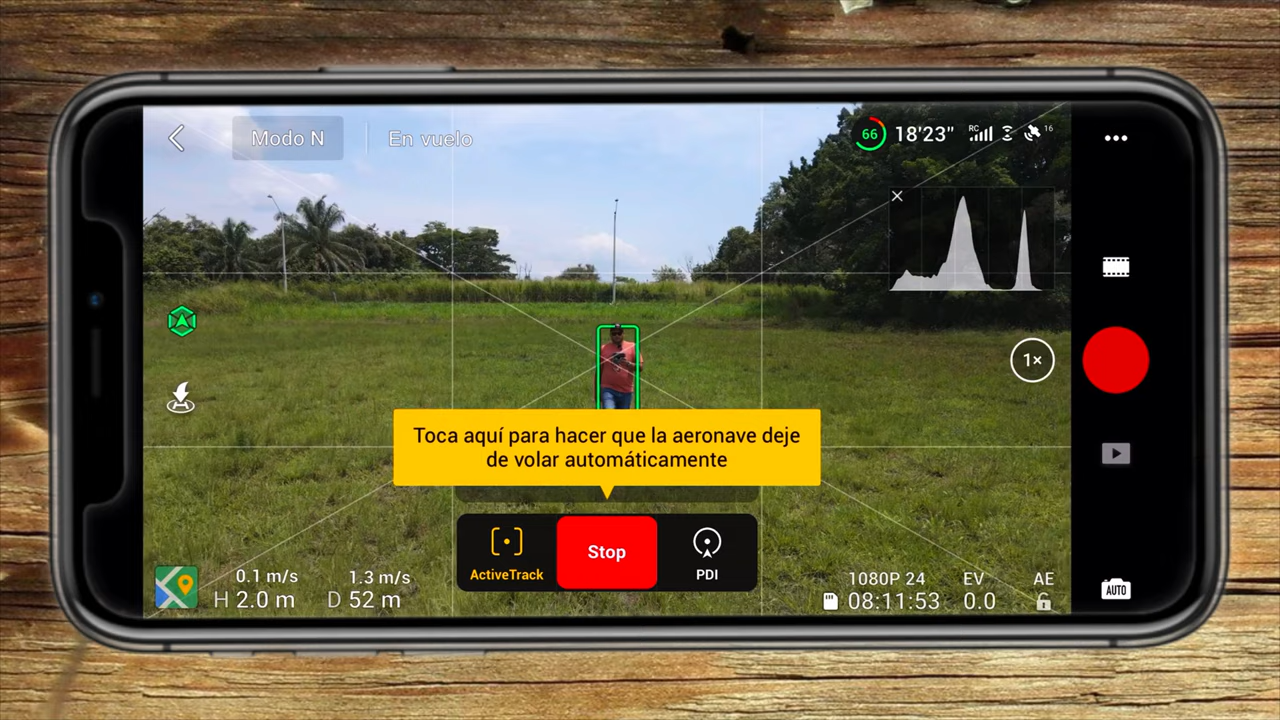 Modo N
En vuelo
66
18'23"
RC
16
1×
Toca aquí para hacer que la aeronave deje
de volar automáticamente
ActiveTrack
Stop
PDI
0.1 m/s
1.3 m/s
H 2.0 m
D 52 m
1080P 24
EV
AE
08:11:53
0.0
AUTO